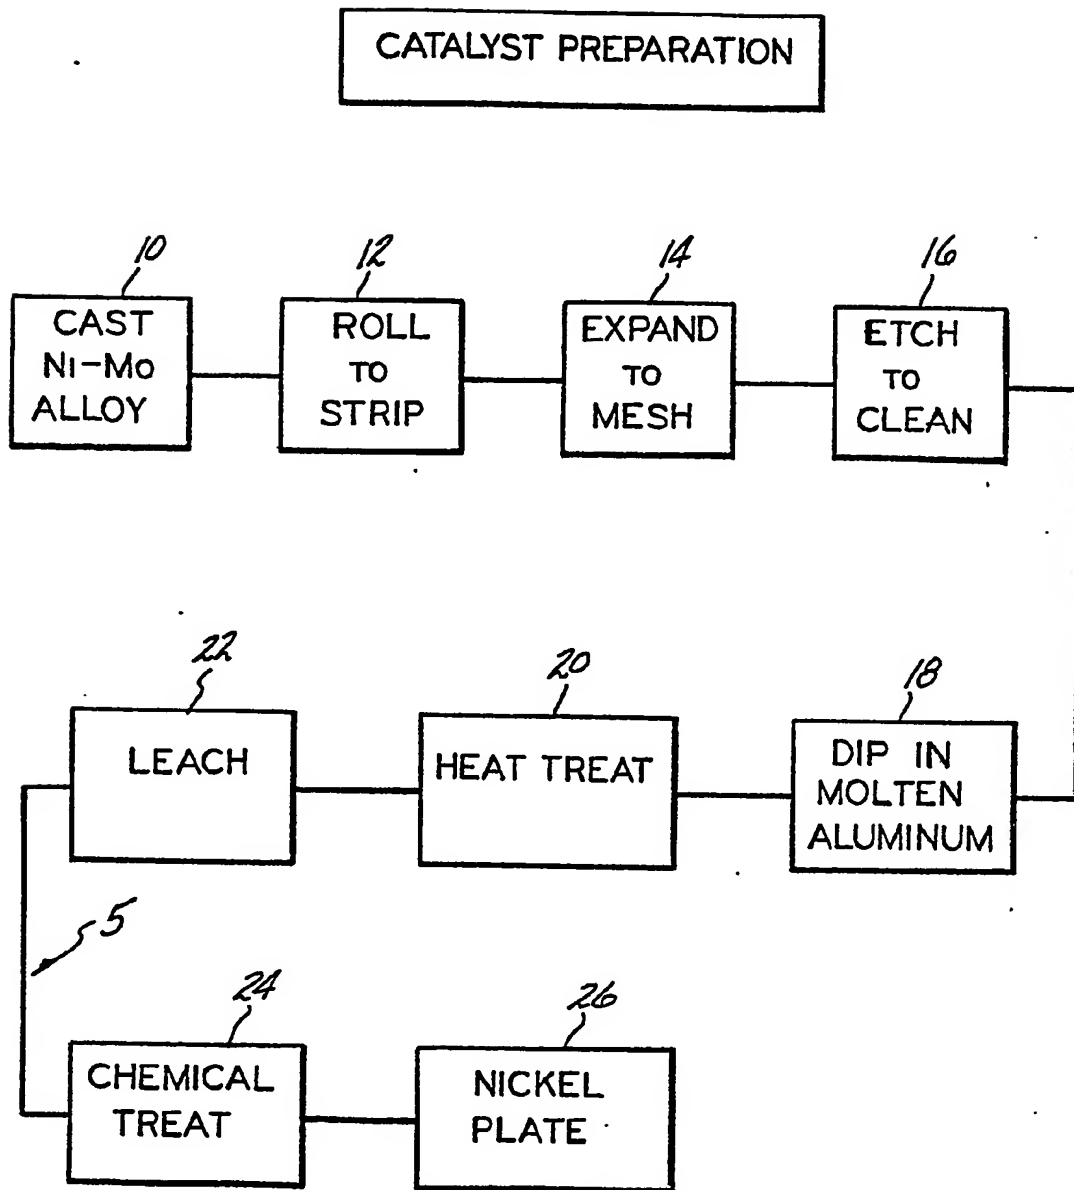 CATALYST PREPARATION
10
CAST
Ni-Mo
ALLOY
12
ROLL
TO
STRIP
14
EXPAND
TO
MESH
16
ETCH
TO
CLEAN
22
LEACH
20
HEAT TREAT
18
DIP IN
MOLTEN
ALUMINUM
5
24
CHEMICAL
TREAT
26
NICKEL
PLATE